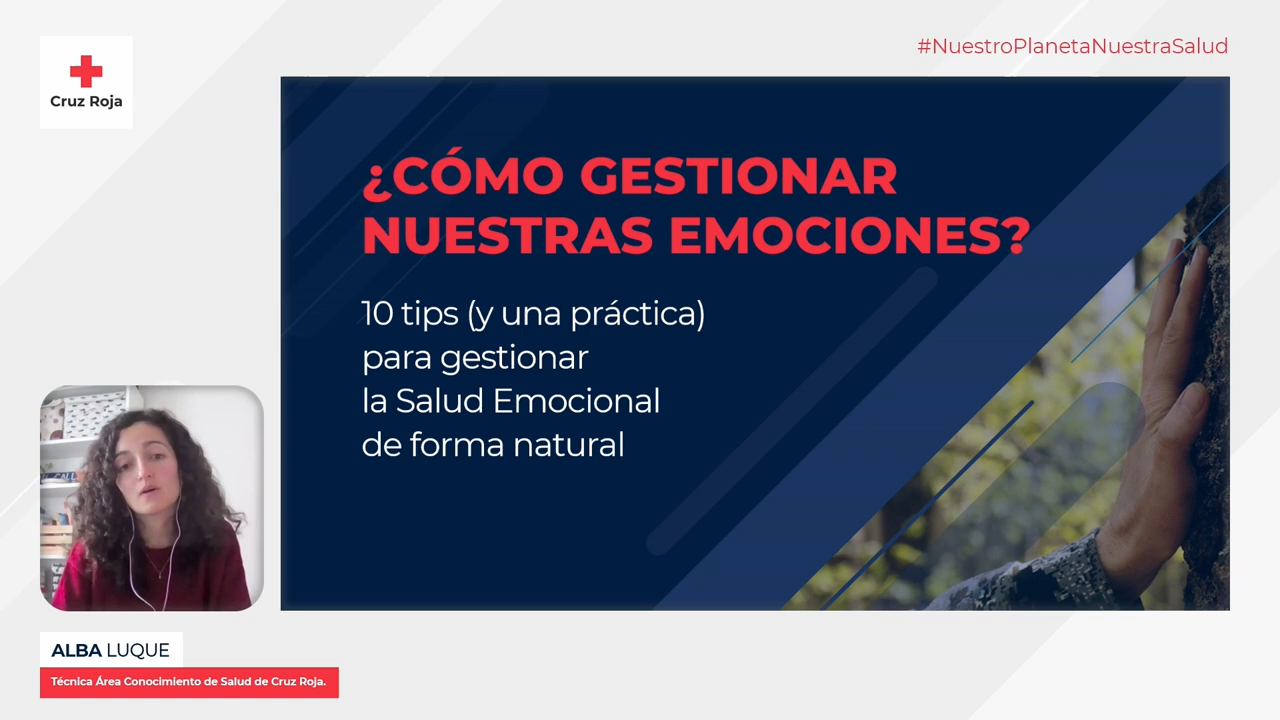 Cruz Roja
#NuestroPlanetaNuestraSalud
¿CÓMO GESTIONAR
NUESTRAS EMOCIONES?
10 tips (y una práctica)
para gestionar
la Salud Emocional
de forma natural
ALBA LUQUE
Técnica Área Conocimiento de Salud de Cruz Roja.